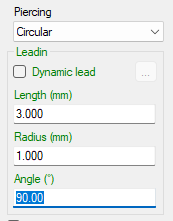 Piercing
Circular
Leadin
Dynamic lead
...
Length (mm)
3.000
Radius (mm)
1.000
Angle (°)
90.00